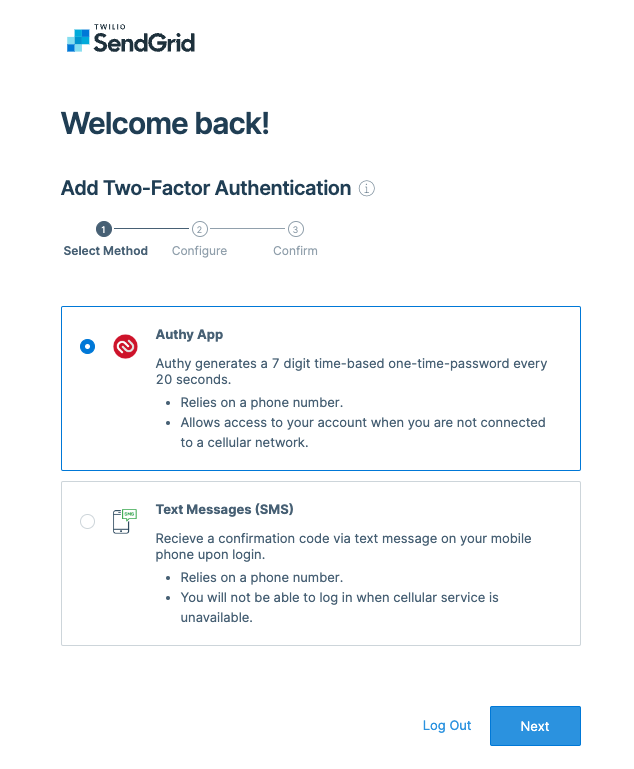 TWILIO
SendGrid
Welcome back!
Add Two-Factor Authentication
1 2 3
Select Method Configure Confirm
Authy App
Authy generates a 7 digit time-based one-time-password every
20 seconds.
• Relies on a phone number.
• Allows access to your account when you are not connected
to a cellular network.
SMS
Text Messages (SMS)
Recieve a confirmation code via text message on your mobile
phone upon login.
• Relies on a phone number.
• You will not be able to log in when cellular service is
unavailable.
Log Out Next